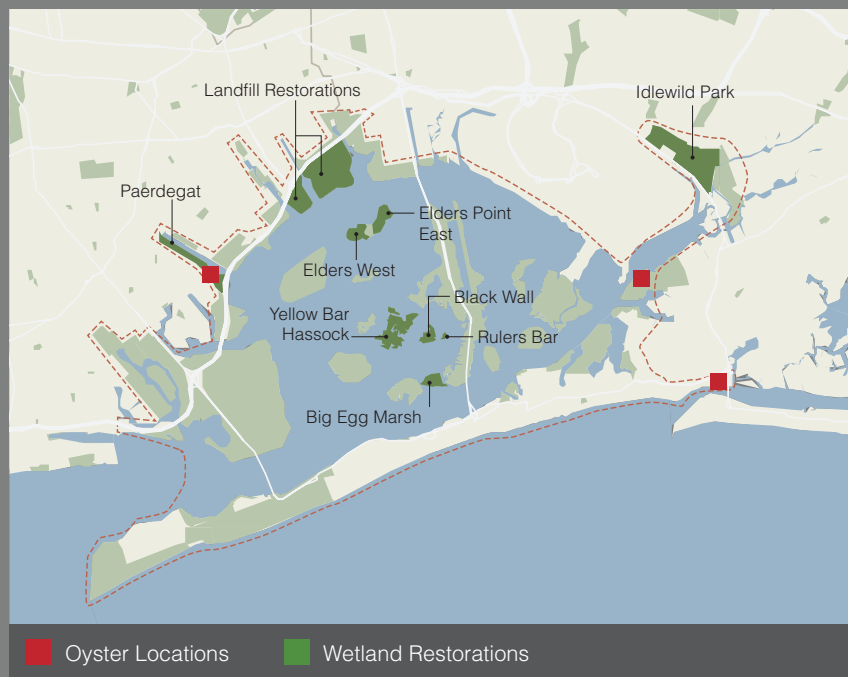 Landfill Restorations
Idlewild Park
Paerdegat
Elders Point
East
Elders West
Black Wall
Yellow Bar
Hassock
Rulers Bar
Big Egg Marsh
Oyster Locations
Wetland Restorations